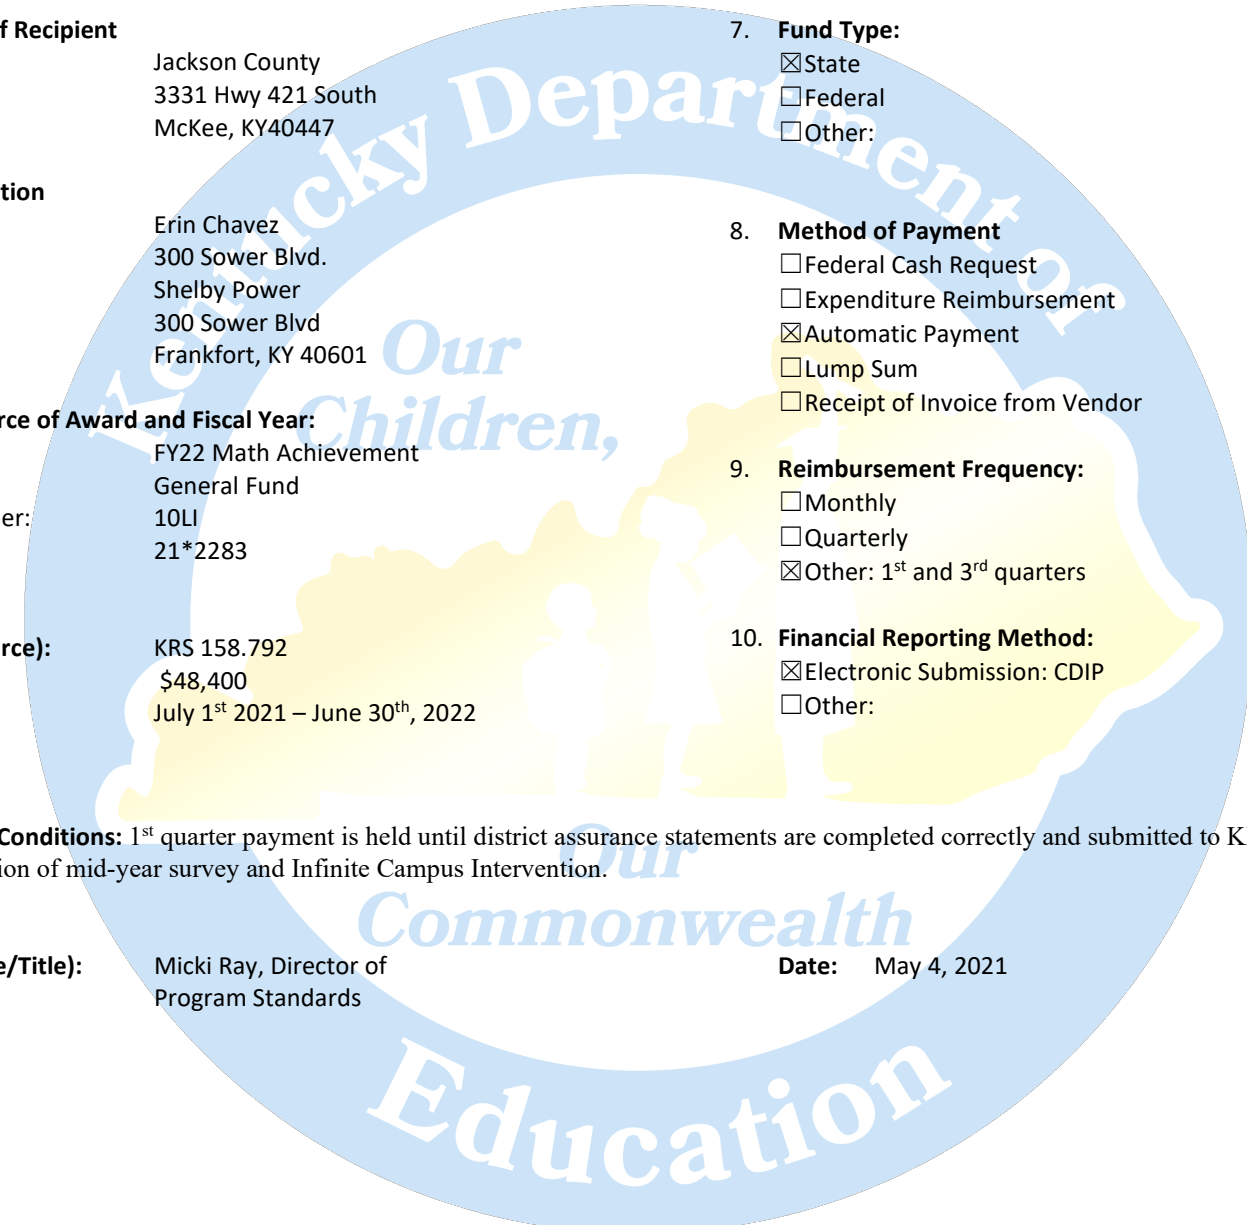 f Recipient
Jackson County
3331 Hwy 421 South
McKee, KY40447
tion
Erin Chavez
300 Sower Blvd.
Shelby Power
300 Sower Blvd
Frankfort, KY 40601
rce of Award and Fiscal Year:
FY22 Math Achievement
General Fund
er: 10LI
21*2283
rce): KRS 158.792
$48,400
July 1st 2021 – June 30th, 2022
7. Fund Type:
☒State
☐Federal
☐Other:
8. Method of Payment
☐Federal Cash Request
☐Expenditure Reimbursement
☒Automatic Payment
☐Lump Sum
☐Receipt of Invoice from Vendor
9. Reimbursement Frequency:
☐Monthly
☐Quarterly
☒Other: 1st and 3rd quarters
10. Financial Reporting Method:
☒Electronic Submission: CDIP
☐Other:
Conditions: 1st quarter payment is held until district assurance statements are completed correctly and submitted to K
ion of mid-year survey and Infinite Campus Intervention.
e/Title): Micki Ray, Director of
Program Standards
Date: May 4, 2021
Kentucky Department of
Education
Our
Children,
Our
Commonwealth